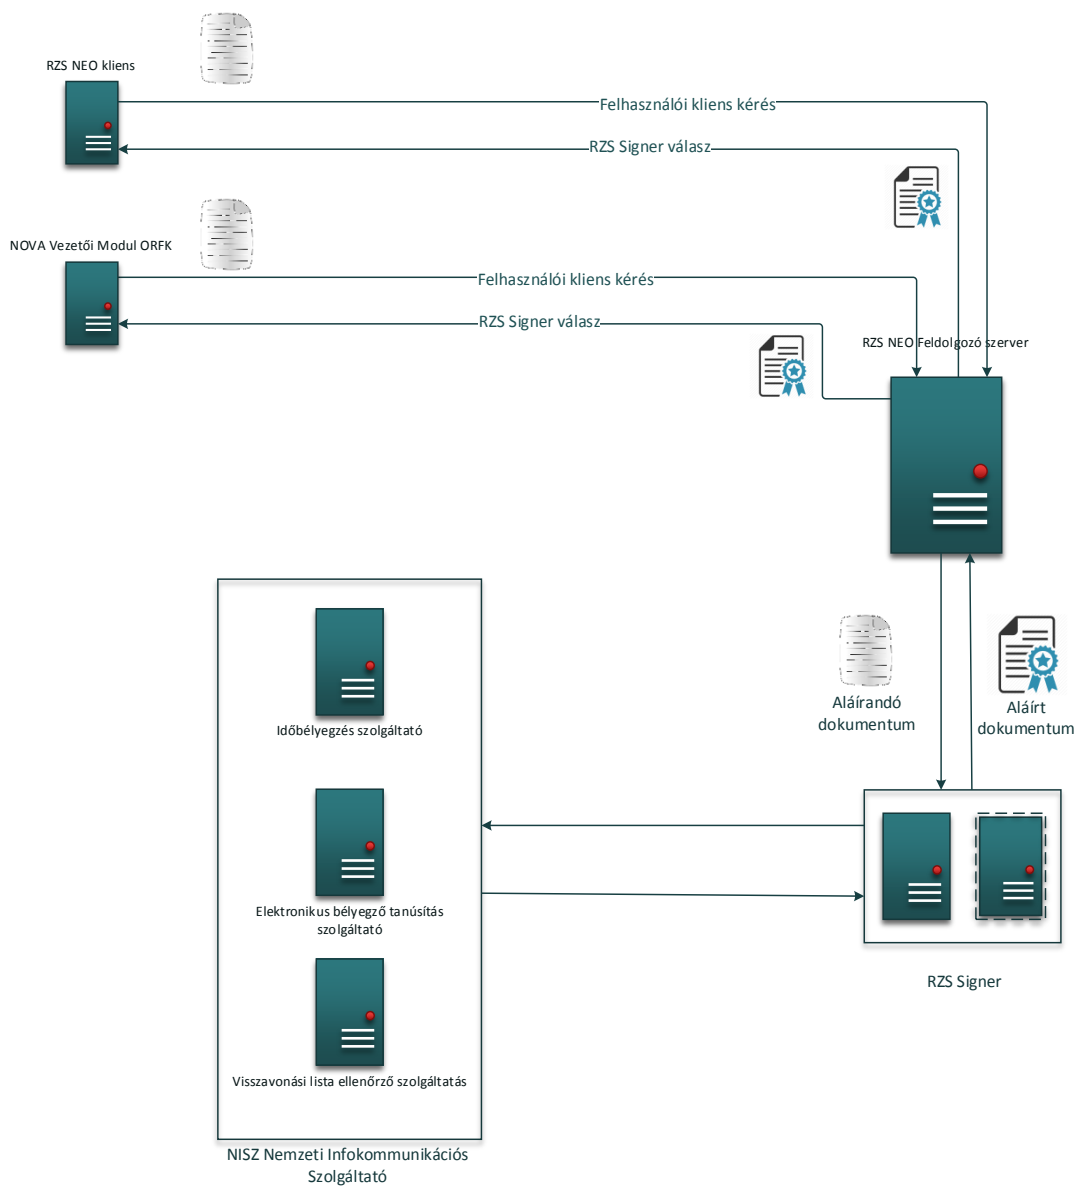 RZS NEO kliens
Felhasználói kliens kérés
RZS Signer válasz
NOVA Vezetői Modul ORFK
Felhasználói kliens kérés
RZS Signer válasz
RZS NEO Feldolgozó szerver
Aláírandó
dokumentum
Aláírt
dokumentum
Időbélyegzés szolgáltató
Elektronikus bélyegző tanúsítás
szolgáltató
RZS Signer
Visszavonási lista ellenőrző szolgáltatás
NISZ Nemzeti Infokommunikációs
Szolgáltató